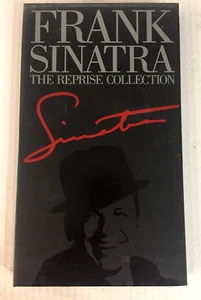 FRANK
SINATRA
THE REPRISE COLLECTION
Sinatra